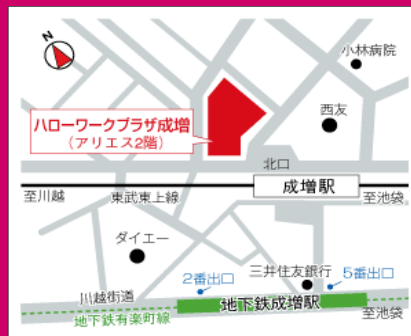 N
小林病院
ハローワークプラザ成増
(アリエス2階)
西友
北口
成増駅
至川越
東武東上線
至池袋
ダイエー
2番出口
三井住友銀行
5番出口
川越街道
地下鉄成増駅
地下鉄有楽町線
至池袋